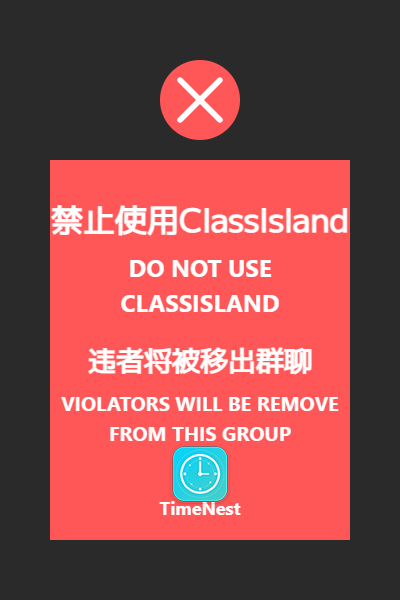 禁止使用ClassIsland
DO NOT USE
CLASSISLAND
违者将被移出群聊
VIOLATORS WILL BE REMOVE
FROM THIS GROUP
TimeNest